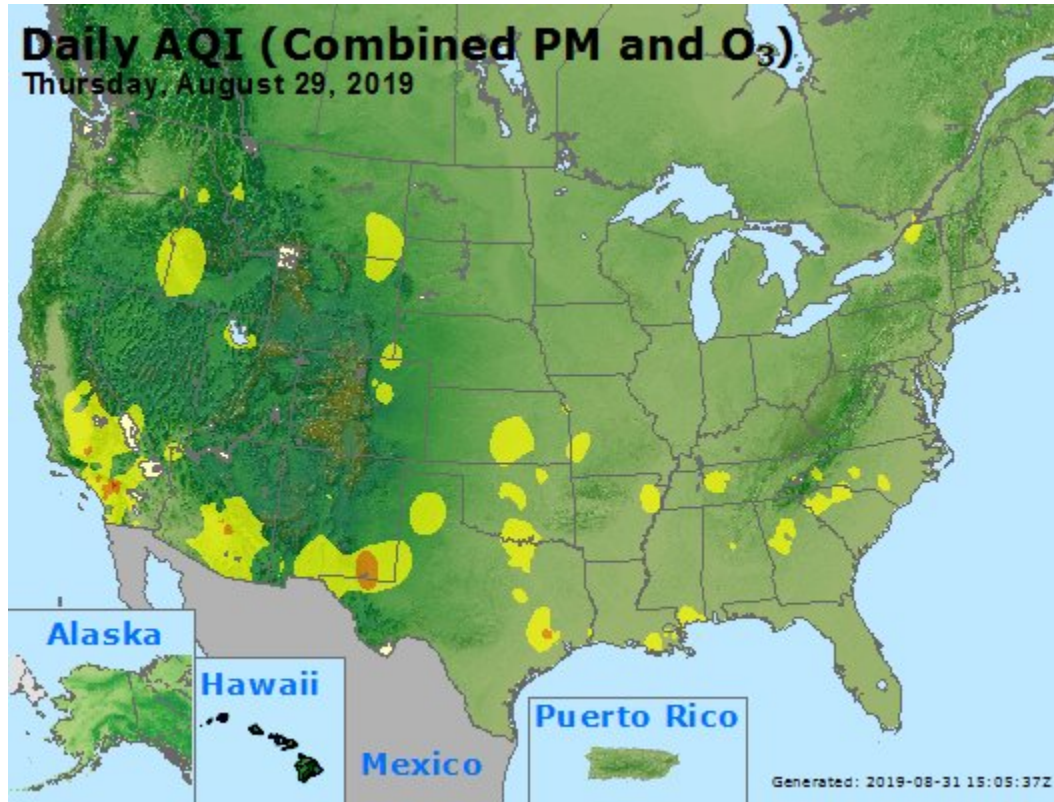 Daily AQI (Combined PM and O₃)
Thursday, August 29, 2019
Alaska
Hawaii
Puerto Rico
Mexico
Generated: 2019-08-31 15:05:37Z